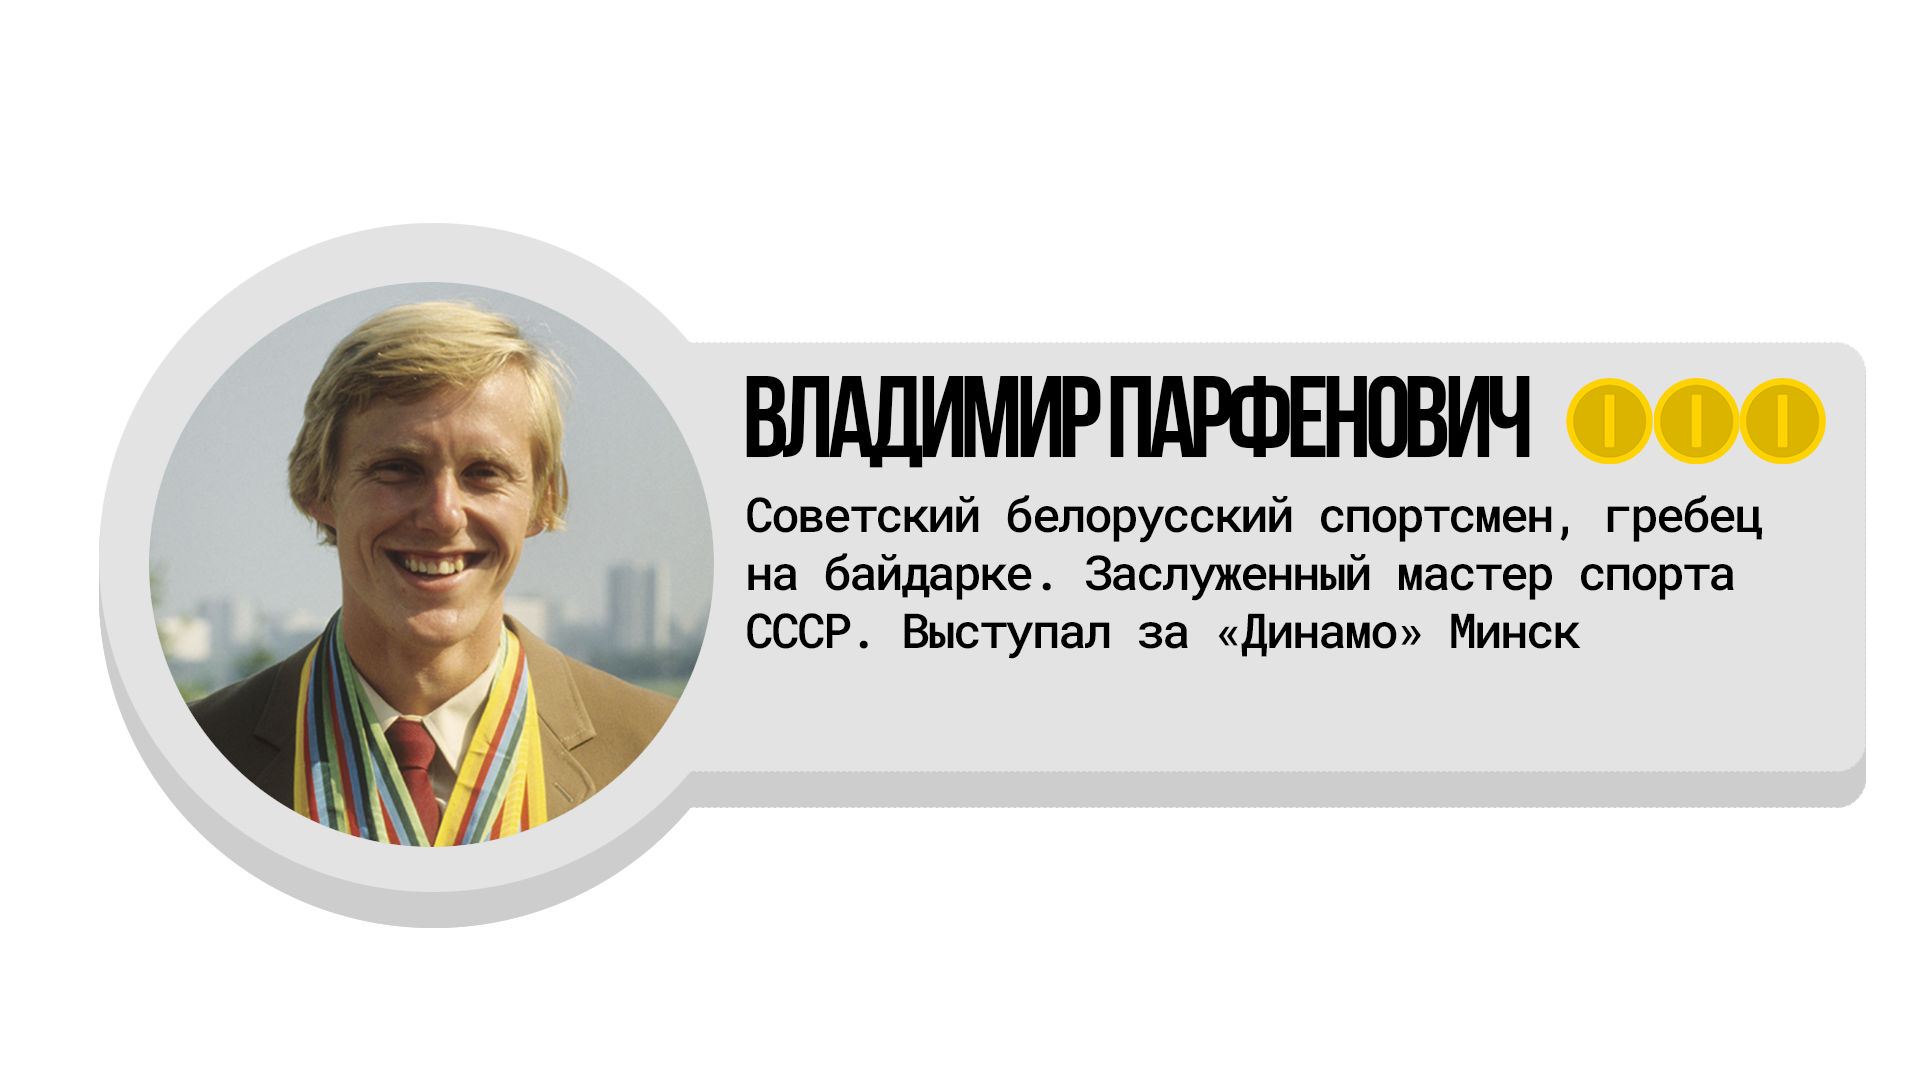 ВЛАДИМИР ПАРФЕНОВИЧ
Советский белорусский спортсмен, гребец
на байдарке. Заслуженный мастер спорта
СССР. Выступал за «Динамо» Минск